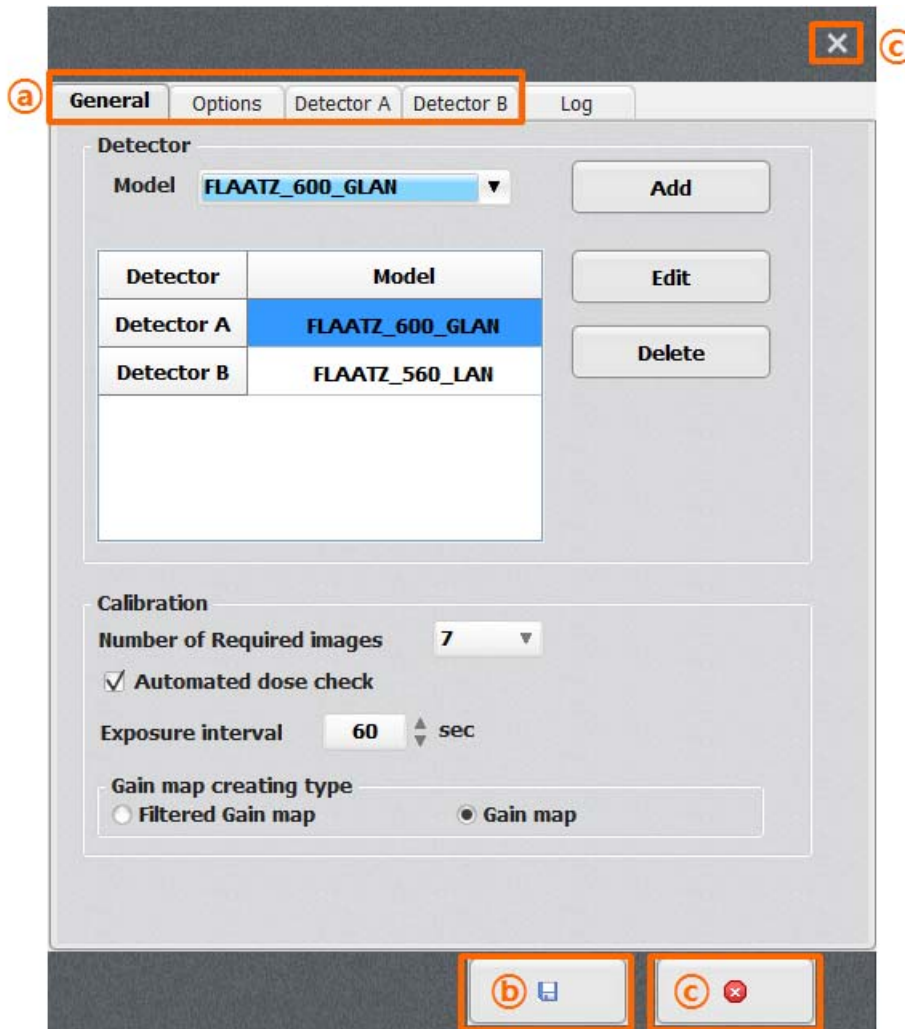 ⓒ
ⓐ General Options Detector A Detector B Log
Detector
Model FLAATZ_600_GLAN Add
Detector Model Edit
Detector A FLAATZ_600_GLAN
Detector B FLAATZ_560_LAN Delete
Calibration
Number of Required images 7
Automated dose check
Exposure interval 60 sec
Gain map creating type
Filtered Gain map Gain map
ⓑ ⓒ